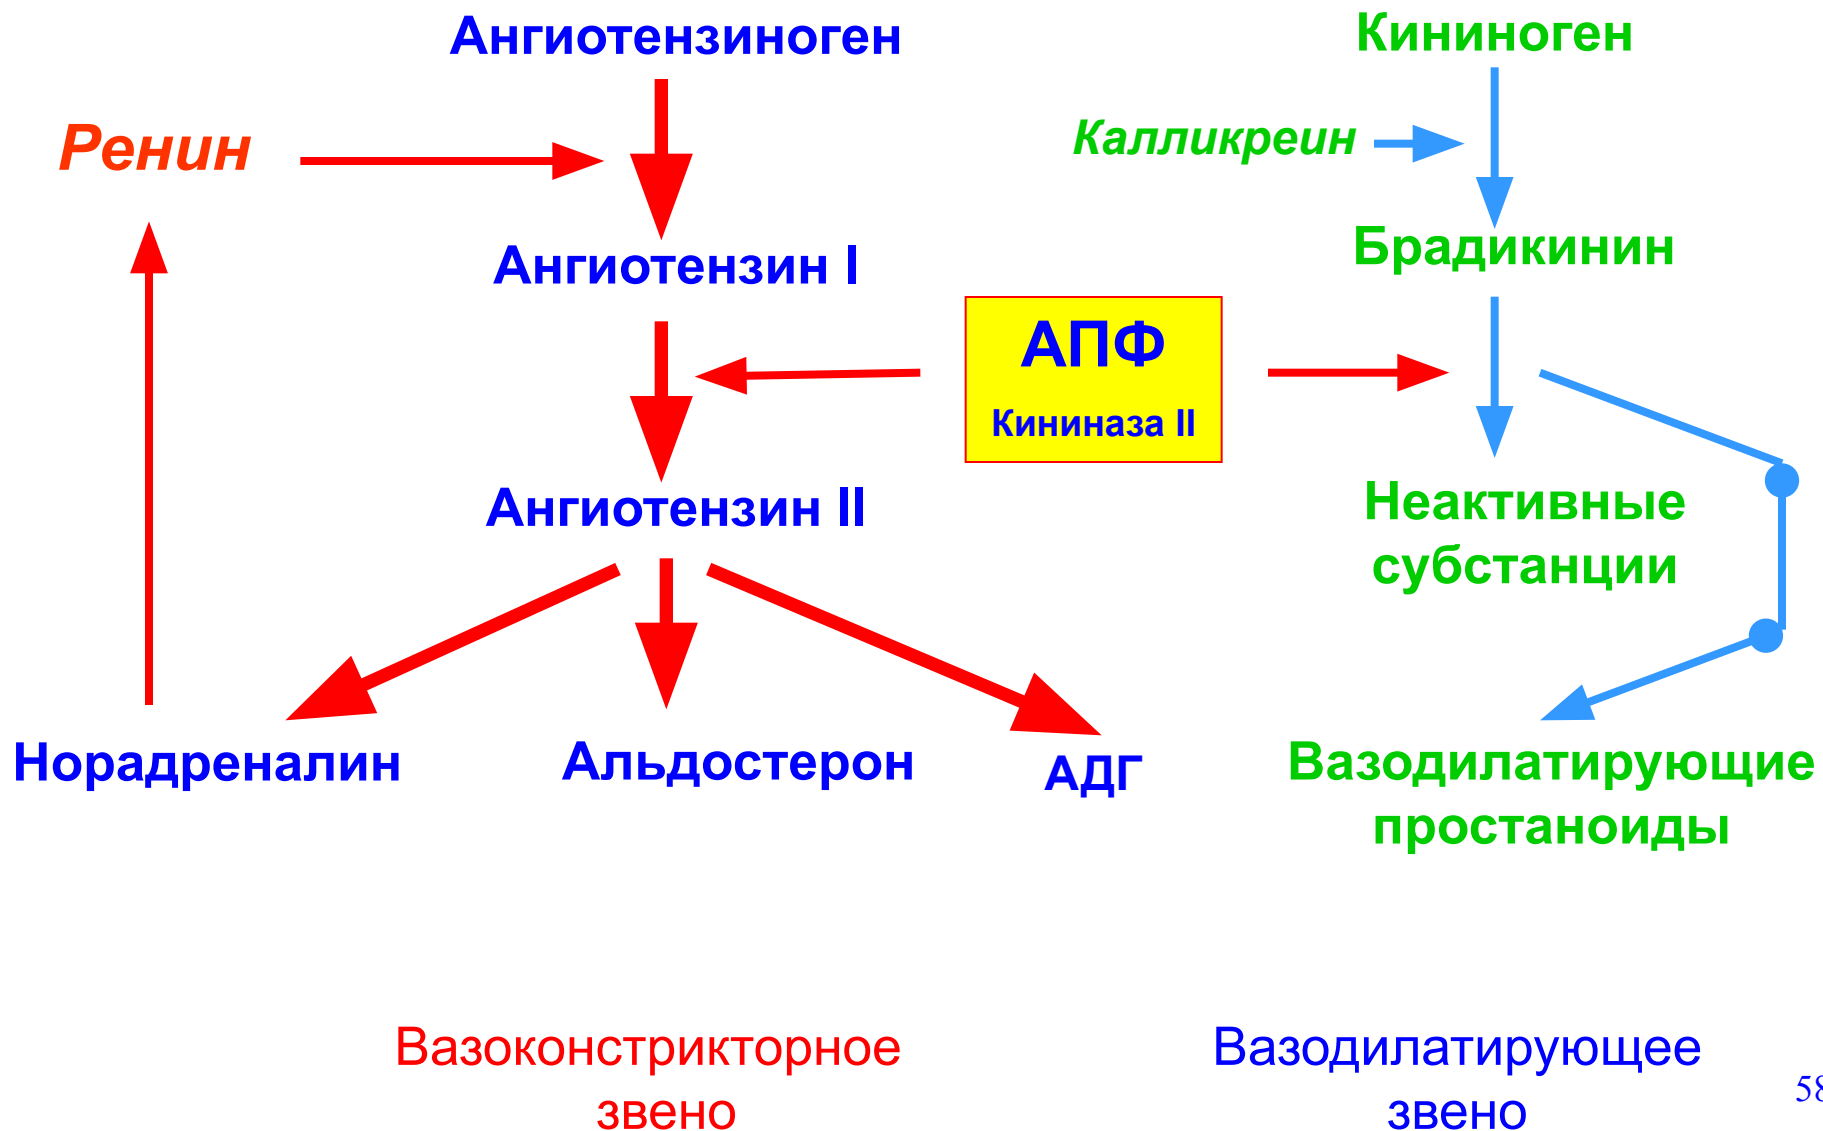 Ангиотензиноген
Кининоген
Ренин
Калликреин
Ангиотензин I
Брадикинин
АПФ
Кининаза II
Ангиотензин II
Неактивные
субстанции
Норадреналин
Альдостерон
АДГ
Вазодилатирующие
простаноиды
Вазоконстрикторное
звено
Вазодилатирующее
звено
58